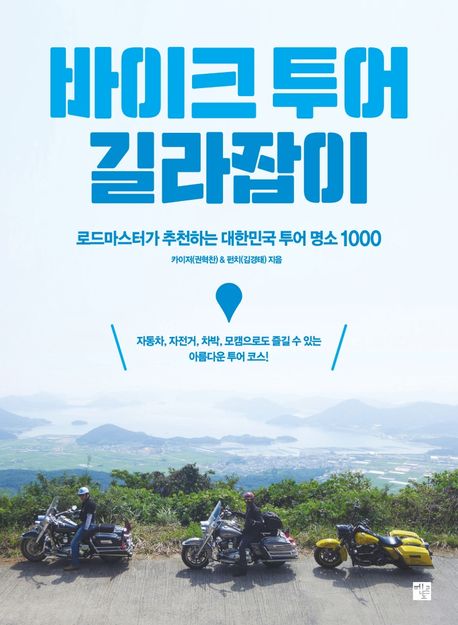 바이크 투어
길라잡이
로드마스터가 추천하는 대한민국 투어 명소 1000
카이저(권혁찬) & 펀치(김경태) 지음
자동차, 자전거, 차박, 모캠으로도 즐길 수 있는
아름다운 투어 코스!